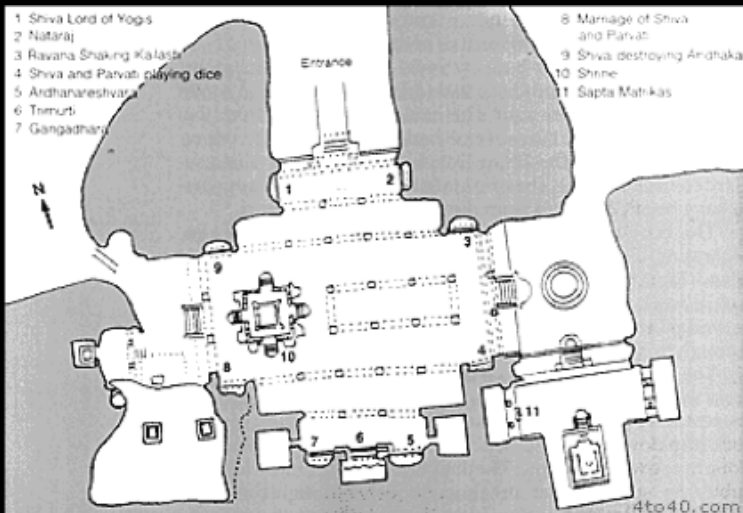 1 Shiva Lord of Yogis
2 Nataraj
3 Ravana Shaking Kailash
4 Shiva and Parvati playing dice
5 Ardhanareshvara
6 Trimurti
7 Gangadhara
8 Marriage of Shiva
and Parvati
9 Shiva destroying Andhaka
10 Shrine
11 Sapta Matrikas
Entrance
N
1
2
3
9
4
10
8
11
7
6
5
4to40.com